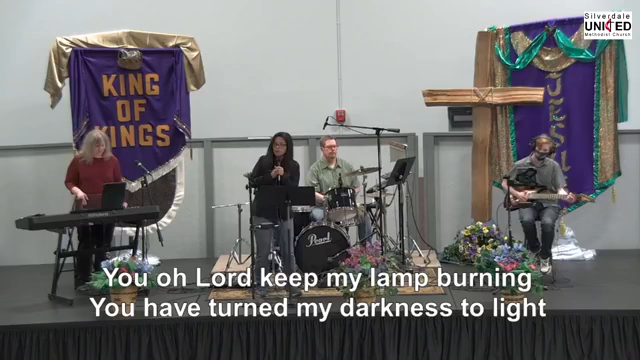 Silverdale
UNITED
Methodist Church
KING
OF
KINGS
JESUS
Pearl
You oh Lord keep my lamp burning
You have turned my darkness to light